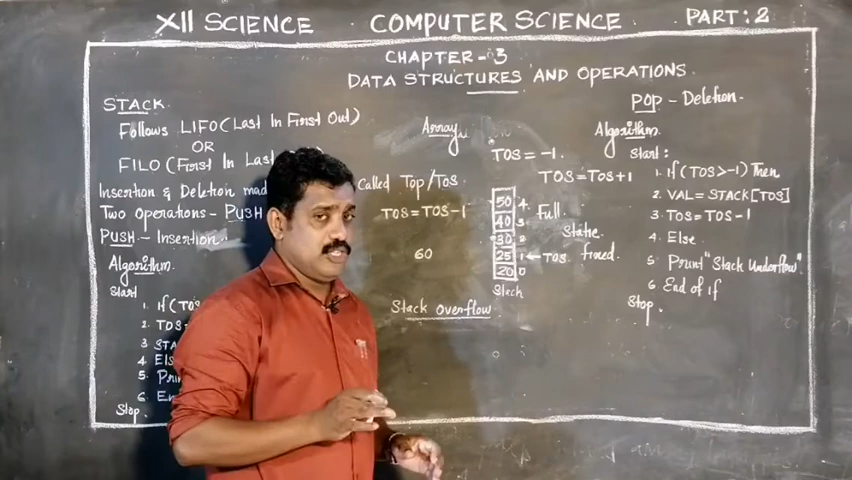 XII SCIENCE COMPUTER SCIENCE PART: 2
CHAPTER - 3
DATA STRUCTURES AND OPERATIONS
STACK
Follows LIFO (Last In First Out)
OR
FILO (First In Last
Insertion & Deletion mad
Called Top/TOS
Two Operations - PUSH
PUSH - Insertion
Algorithm
Start
1. If (TOS
2. TOS=
3 STA
4 Els
5. Pri
6. En
Stop.
Array
TOS = -1
TOS = TOS+1
TOS = TOS-1
60
Stack Overflow
50 4
40 3
30 2
25 1 ← TOS
20 0
Stack
Full
Static
fixed.
POP - Deletion
Algorithm
Start:
1. If (TOS > -1) Then
2. VAL = STACK [TOS]
3. TOS = TOS - 1
4. Else
5 Print "Stack Underflow"
6 End of if
Stop.